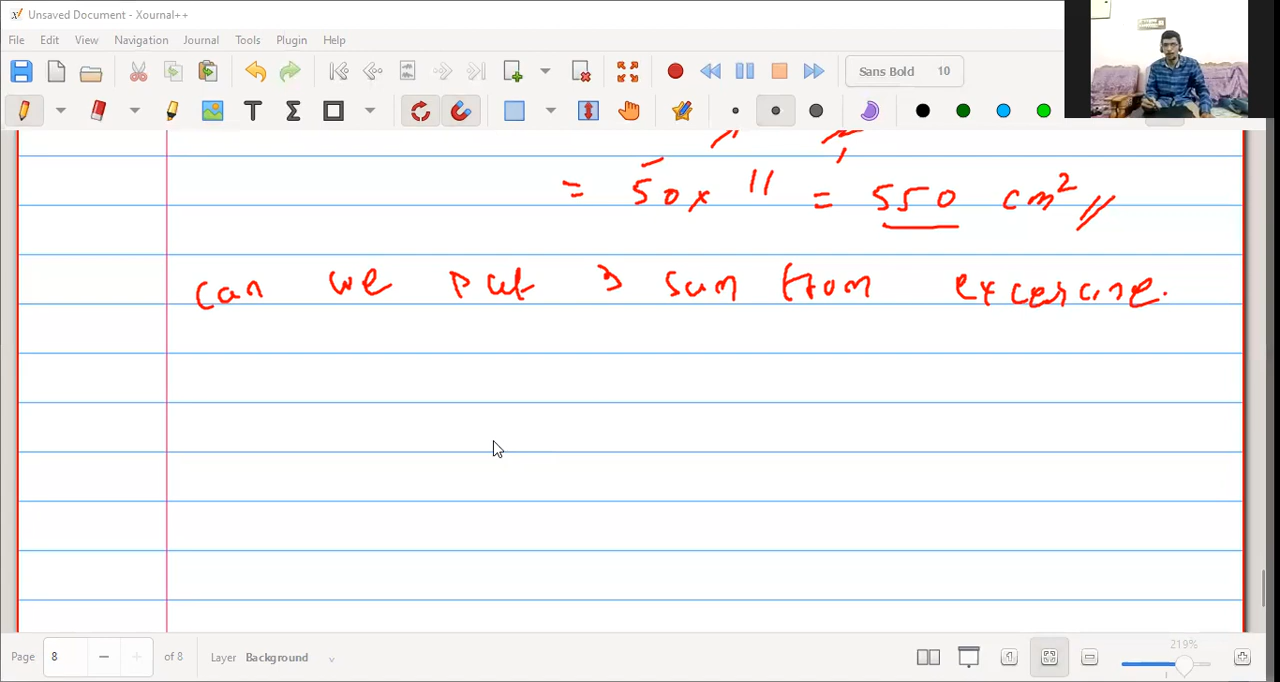 Unsaved Document - Xournal++
File Edit View Navigation Journal Tools Plugin Help
Sans Bold 10
= 50 x 11 = 550 cm²
can we put 3 sum from excercise.
Page 8 of 8 Layer Background 219%